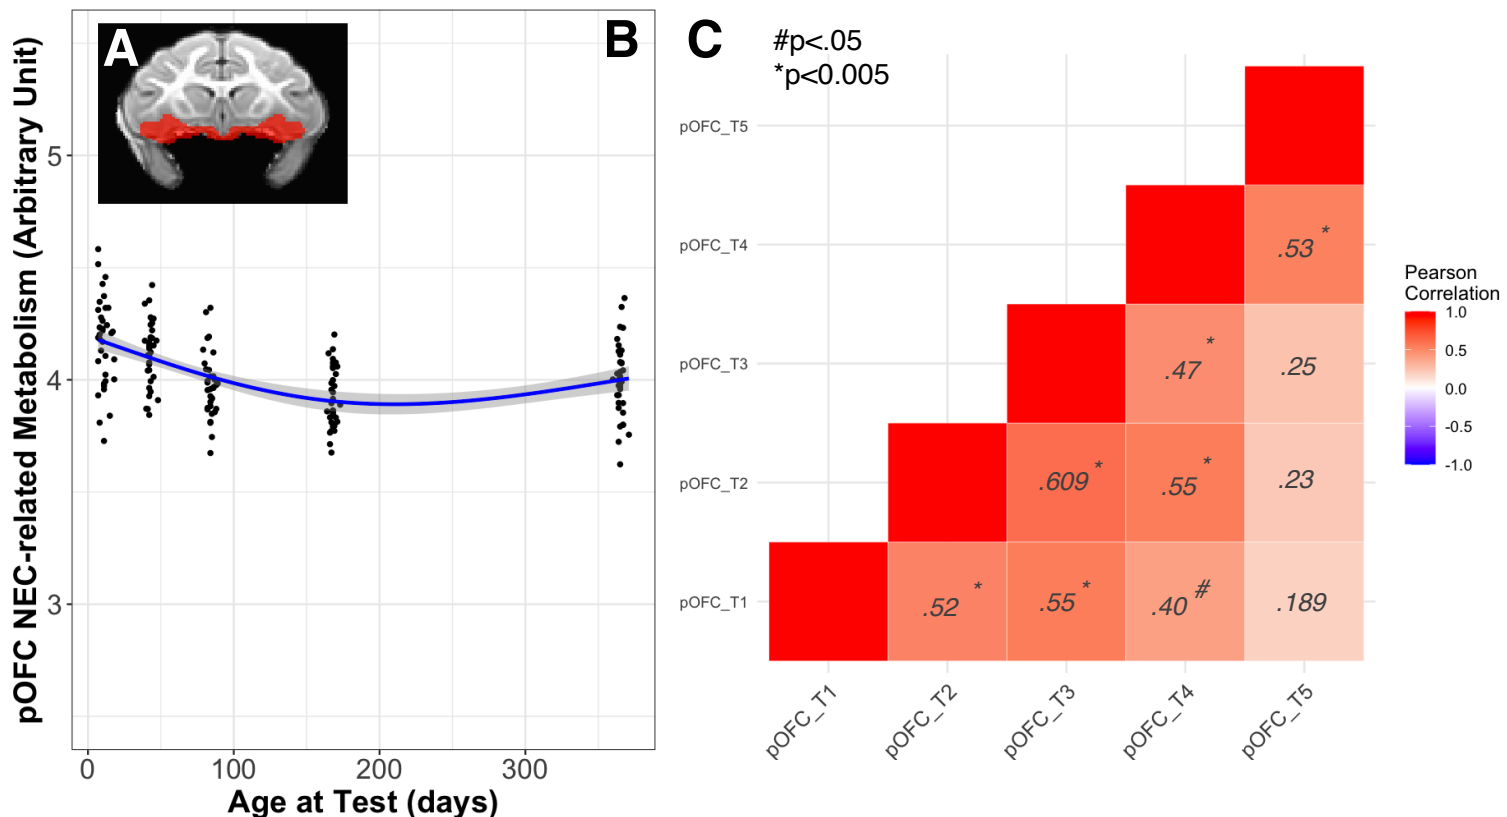 A
B
pOFC NEC-related Metabolism (Arbitrary Unit)
5
4
3
0 100 200 300
Age at Test (days)
C
#p<.05
*p<0.005
pOFC_T5
pOFC_T4 .53 *
pOFC_T3 .47 * .25
pOFC_T2 .609 * .55 * .23
pOFC_T1 .52 * .55 * .40 # .189
pOFC_T1 pOFC_T2 pOFC_T3 pOFC_T4 pOFC_T5
Pearson
Correlation
1.0
0.5
0.0
-0.5
-1.0